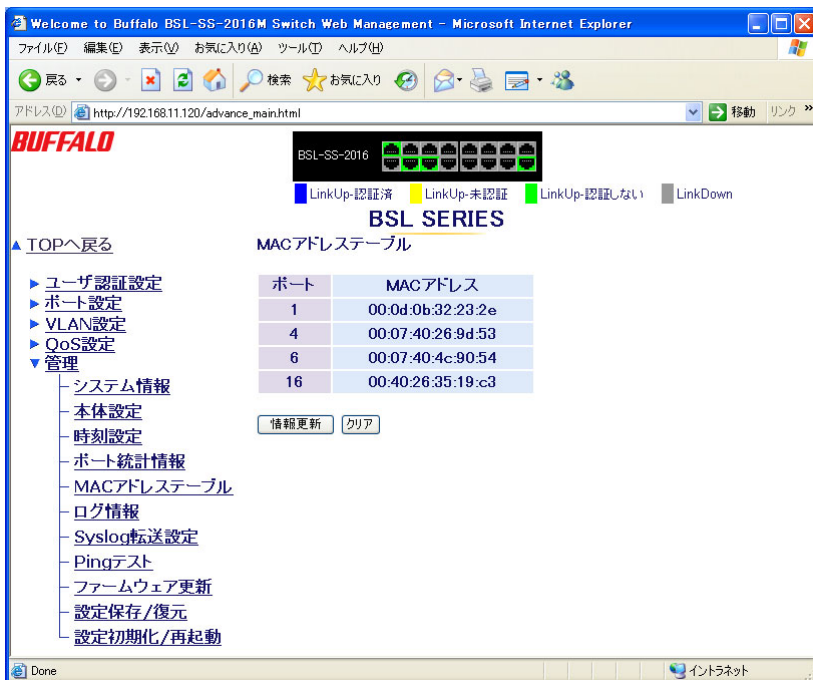 Welcome to Buffalo BSL-SS-2016M Switch Web Management - Microsoft Internet Explorer
ファイル(F) 編集(E) 表示(V) お気に入り(A) ツール(T) ヘルプ(H)
戻る 検索 お気に入り
アドレス(D) http://192.168.11.120/advance_main.html 移動 リンク »
BUFFALO
BSL-SS-2016
LinkUp-認証済 LinkUp-未認証 LinkUp-認証しない LinkDown
BSL SERIES
TOPへ戻る
MACアドレステーブル
ユーザ認証設定
ポート設定
VLAN設定
QoS設定
管理
システム情報
本体設定
時刻設定
ポート統計情報
MACアドレステーブル
ログ情報
Syslog転送設定
Pingテスト
ファームウェア更新
設定保存/復元
設定初期化/再起動
ポート MACアドレス
1 00:0d:0b:32:23:2e
4 00:07:40:26:9d:53
6 00:07:40:4c:90:54
16 00:40:26:35:19:c3
情報更新 クリア
Done イントラネット